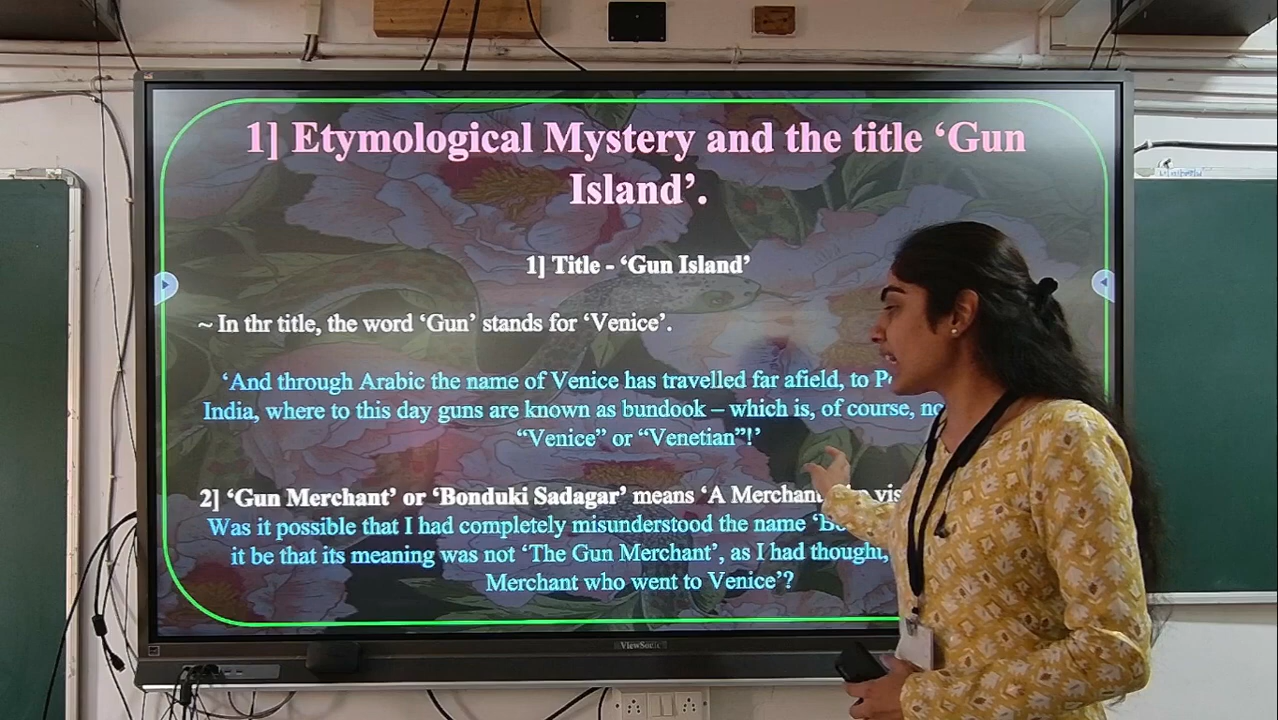 1] Etymological Mystery and the title ‘Gun
Island’.
1] Title - ‘Gun Island’
~ In thr title, the word ‘Gun’ stands for ‘Venice’.
‘And through Arabic the name of Venice has travelled far afield, to
India, where to this day guns are known as bundook – which is, of course,
“Venice” or “Venetian”!’
2] ‘Gun Merchant’ or ‘Bonduki Sadagar’ means ‘A Merchant
Was it possible that I had completely misunderstood the name
it be that its meaning was not ‘The Gun Merchant’, as I had thought,
Merchant who went to Venice’?
ViewSonic